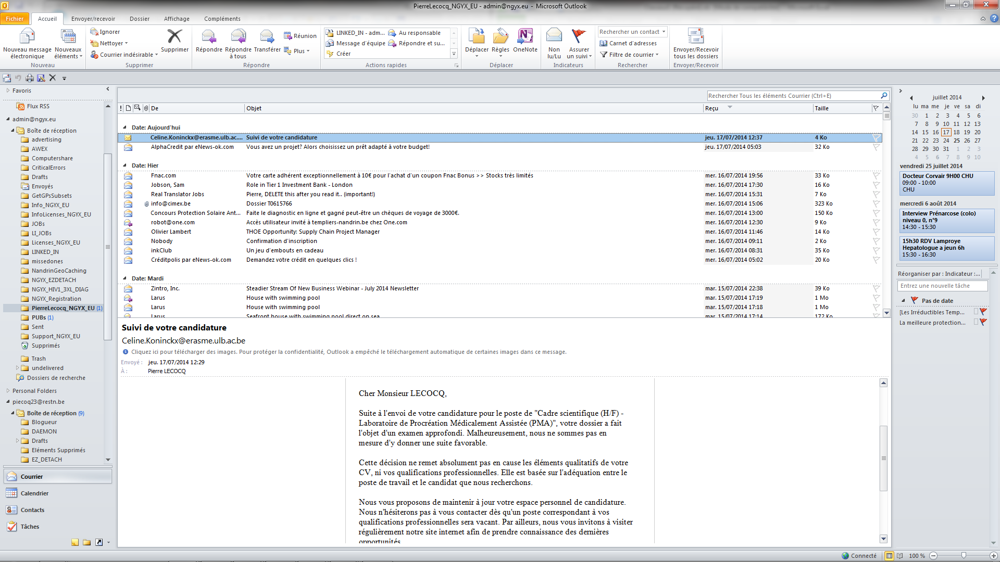 PierreLecocq_NGYX_EU - admin@ngyx.eu - Microsoft Outlook
Fichier
Accueil
Envoyer/recevoir
Dossier
Affichage
Compléments
Nouveau message électronique
Nouveaux éléments
Nouveau
Ignorer
Nettoyer
Courrier indésirable
Supprimer
Supprimer
Répondre
Répondre à tous
Transférer
Réunion
Plus
Répondre
LINKED_IN - adm...
Au responsable
Message d'équipe
Répondre et su...
Créer
Actions rapides
Déplacer
Règles
OneNote
Déplacer
Non lu/Lu
Assurer un suivi
Indicateurs
Rechercher un contact
Carnet d'adresses
Filtre de courrier
Rechercher
Envoyer/Recevoir tous les dossiers
Envoyer/Recevoir
Favoris
Flux RSS
admin@ngyx.eu
Boîte de réception
advertising
AWEX
Computershare
CriticalErrors
Drafts
Envoyés
GetGPsSubsets
Info_NGYX_EU
InfoLicenses_NGYX_EU
JOBs
LI_JOBs
Licenses_NGYX_EU
LINKED_IN
missedones
NandrinGeoCaching
NGYX_EZDETACH
NGYX_HIV1_3XL_DIAG
NGYX_Registration
PierreLecocq_NGYX_EU (1)
PUBs (1)
Sent
Support_NGYX_EU
Supprimés
Trash
undelivered
Dossiers de recherche
Personal Folders
piecoq23@restn.be
Boîte de réception (9)
Blogueur
DAEMON
Drafts
Eléments Supprimés
EZ_DETACH
Courrier
Calendrier
Contacts
Tâches
Rechercher Tous les éléments Courrier (Ctrl+E)
De Objet Reçu Taille
Date: Aujourd'hui
Celine.Koninckx@erasme.ulb.ac.... Suivi de votre candidature jeu. 17/07/2014 12:37 4 Ko
AlphaCredit par eNews-ok.com Vous avez un projet? Alors choisissez un prêt adapté à votre budget! jeu. 17/07/2014 05:03 32 Ko
Date: Hier
Fnac.com Votre carte adhérent exceptionnellement à 10€ pour l'achat d'un coupon Fnac Bonus >> Stocks très limités mer. 16/07/2014 19:56 33 Ko
Jobson, Sam Role in Tier 1 Investment Bank - London mer. 16/07/2014 17:30 16 Ko
Real Translator Jobs Pierre, DELETE this after you read it.. (important!) mer. 16/07/2014 15:31 7 Ko
info@cimex.be Dossier T0615766 mer. 16/07/2014 15:06 323 Ko
Concours Protection Solaire Ant... Faite le diagnostic en ligne et gagné peut-être un chèques de voyage de 3000€. mer. 16/07/2014 13:00 150 Ko
robot@one.com Accès utilisateur invité à templiers-nandrin.be chez One.com mer. 16/07/2014 12:30 9 Ko
Olivier Lambert THOE Opportunity: Supply Chain Project Manager mer. 16/07/2014 11:46 14 Ko
Nobody Confirmation d'inscription mer. 16/07/2014 09:11 2 Ko
inkClub Un jeu d'embouts en cadeau mer. 16/07/2014 08:31 35 Ko
Créditpolis par eNews-ok.com Demandez votre crédit en quelques clics ! mer. 16/07/2014 05:02 20 Ko
Date: Mardi
Zintro, Inc. Steadier Stream Of New Business Webinar - July 2014 Newsletter mar. 15/07/2014 22:38 39 Ko
Larus House with swimming pool mar. 15/07/2014 17:19 1 Mo
Larus House with swimming pool mar. 15/07/2014 17:18 1 Mo
Larus Seafront house with swimming pool direct on sea mar. 15/07/2014 17:14 172 Ko
Suivi de votre candidature
Celine.Koninckx@erasme.ulb.ac.be
Cliquez ici pour télécharger des images. Pour protéger la confidentialité, Outlook a empêché le téléchargement automatique de certaines images dans ce message.
Envoyé : jeu. 17/07/2014 12:29
À : Pierre LECOCQ
Cher Monsieur LECOCQ,
Suite à l'envoi de votre candidature pour le poste de "Cadre scientifique (H/F) -
Laboratoire de Procréation Médicalement Assistée (PMA)", votre dossier a fait
l'objet d'un examen approfondi. Malheureusement, nous ne sommes pas en
mesure d'y donner une suite favorable.
Cette décision ne remet absolument pas en cause les éléments qualitatifs de votre
CV, ni vos qualifications professionnelles. Elle est basée sur l'adéquation entre le
poste de travail et le candidat que nous recherchons.
Nous vous proposons de maintenir à jour votre espace personnel de candidature.
Nous n'hésiterons pas à vous contacter dès qu'un poste correspondant à vos
qualifications professionnelles sera vacant. Par ailleurs, nous vous invitons à visiter
régulièrement notre site internet afin de prendre connaissance des dernières
opportunités
juillet 2014
lu ma me je ve sa di
30 1 2 3 4 5 6
7 8 9 10 11 12 13
14 15 16 17 18 19 20
21 22 23 24 25 26 27
28 29 30 31 1 2 3
4 5 6 7 8 9 10
vendredi 25 juillet 2014
Docteur Corvair 9H00 CHU
09:00 - 10:00
CHU
mercredi 6 août 2014
Interview Prénarcose (colo)
niveau 0, n°9
14:30 - 15:30
15h30 RDV Lamproye
Hepatologue a jeun 6h
15:30 - 16:30
Réorganiser par : Indicateur :...
Entrez une nouvelle tâche
Pas de date
[Les Irréductibles Temp...
La meilleure protection...
Connecté
100 %